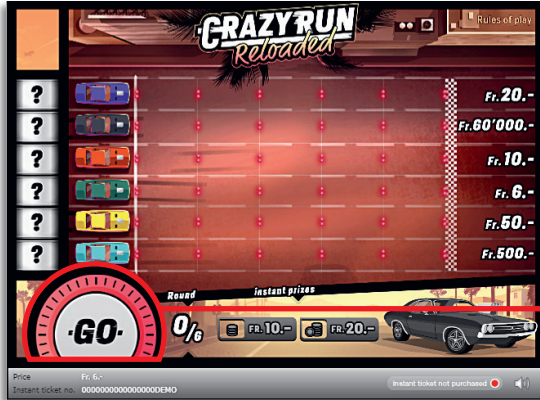 CRAZY RUN
Reloaded
Rules of play
? Fr.20.-
? Fr.60'000.-
? Fr.10.-
? Fr.6.-
? Fr.50.-
? Fr.500.-
Round
instant prizes
·GO·
0/6
FR.10.-
FR.20.-
Price Fr. 6.-
Instant ticket no. 0000000000000000DEMO
Instant ticket not purchased